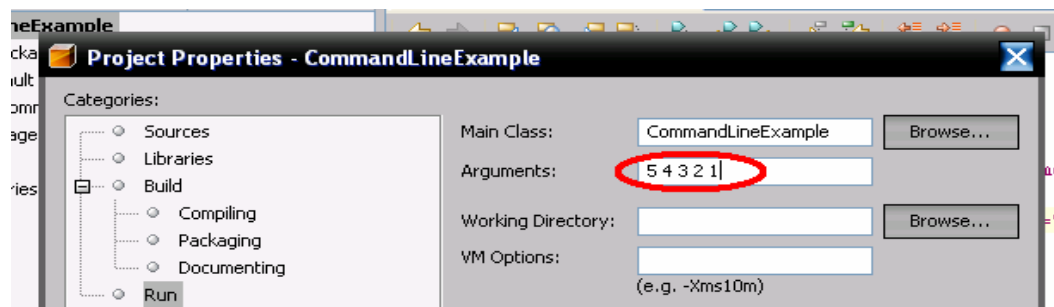 neExample
Project Properties - CommandLineExample
Categories:
Sources
Libraries
Build
Compiling
Packaging
Documenting
Run
Main Class: CommandLineExample Browse...
Arguments: 5 4 3 2 1
Working Directory: Browse...
VM Options:
(e.g. -Xms10m)